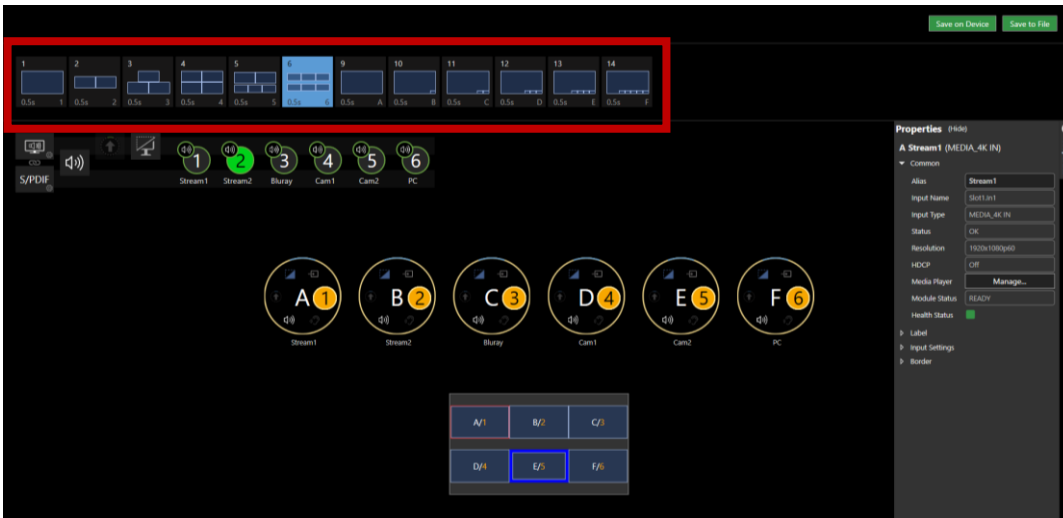 Save on Device Save to File
1 2 3 4 5 6 9 10 11 12 13 14
0.5s 1 0.5s 2 0.5s 3 0.5s 4 0.5s 5 0.5s 6 0.5s A 0.5s B 0.5s C 0.5s D 0.5s E 0.5s F
Properties (Hide)
A Stream1 (MEDIA_4K IN)
Common
Alias Stream1
Input Name Slot1.in1
Input Type MEDIA_4K IN
Status OK
Resolution 1920x1080p60
HDCP Off
Media Player Manage...
Module Status READY
Health Status
Label
Input Settings
Border
S/PDIF
1 2 3 4 5 6
Stream1 Stream2 Bluray Cam1 Cam2 PC
A 1 B 2 C 3 D 4 E 5 F 6
Stream1 Stream2 Bluray Cam1 Cam2 PC
A/1 B/2 C/3
D/4 E/5 F/6